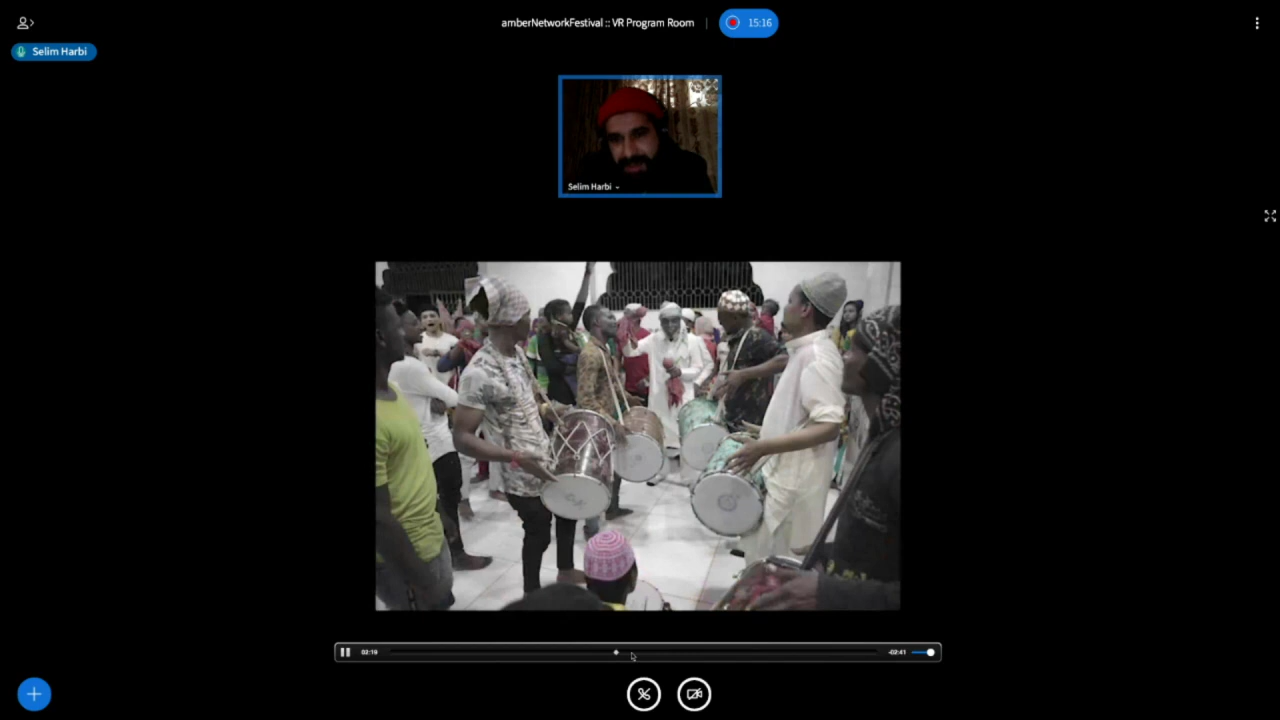 amberNetworkFestival :: VR Program Room
15:16
Selim Harbi
Selim Harbi
02:19
-02:41